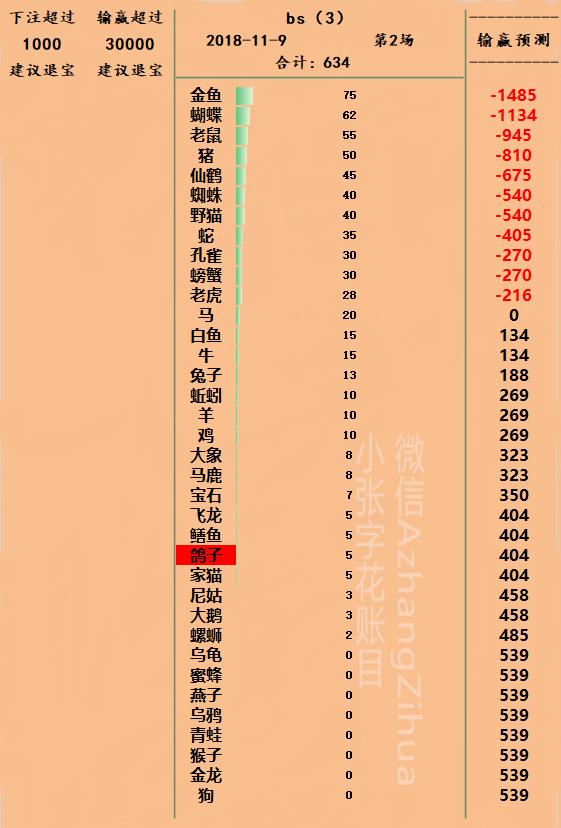 下注超过 输赢超过
1000 30000
建议退宝 建议退宝
bs（3）
2018-11-9 第2场
合计：634
输赢预测
金鱼 75 -1485
蝴蝶 62 -1134
老鼠 55 -945
猪 50 -810
仙鹤 45 -675
蜘蛛 40 -540
野猫 40 -540
蛇 35 -405
孔雀 30 -270
螃蟹 30 -270
老虎 28 -216
马 20 0
白鱼 15 134
牛 15 134
兔子 13 188
蚯蚓 10 269
羊 10 269
鸡 10 269
大象 8 323
马鹿 8 323
宝石 7 350
飞龙 5 404
鳝鱼 5 404
鸽子 5 404
家猫 5 404
尼姑 3 458
大鹅 3 458
螺蛳 2 485
乌龟 0 539
蜜蜂 0 539
燕子 0 539
乌鸦 0 539
青蛙 0 539
猴子 0 539
金龙 0 539
狗 0 539
微信AzhangZihua
小张字花账目